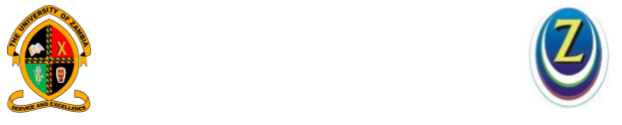 THE UNIVERSITY OF ZAMBIA
SERVICE AND EXCELLENCE
Z